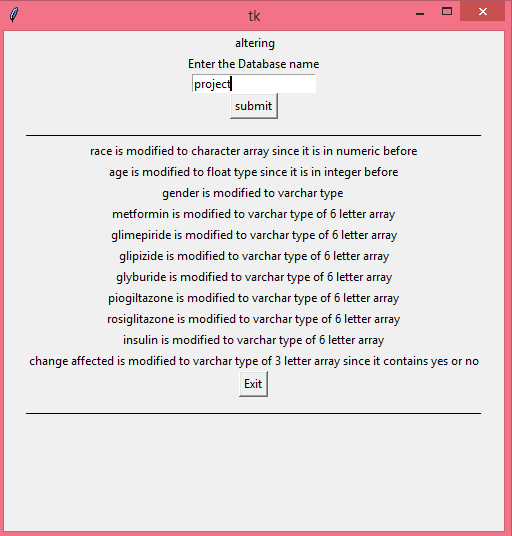 tk
altering
Enter the Database name
project
submit
race is modified to character array since it is in numeric before
age is modified to float type since it is in integer before
gender is modified to varchar type
metformin is modified to varchar type of 6 letter array
glimepiride is modified to varchar type of 6 letter array
glipizide is modified to varchar type of 6 letter array
glyburide is modified to varchar type of 6 letter array
piogiltazone is modified to varchar type of 6 letter array
rosiglitazone is modified to varchar type of 6 letter array
insulin is modified to varchar type of 6 letter array
change affected is modified to varchar type of 3 letter array since it contains yes or no
Exit